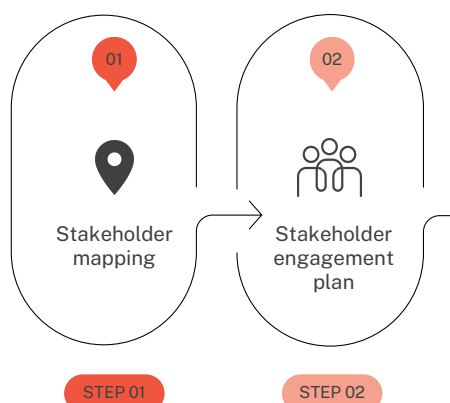 01
02
Stakeholder
mapping
Stakeholder
engagement
plan
STEP 01
STEP 02